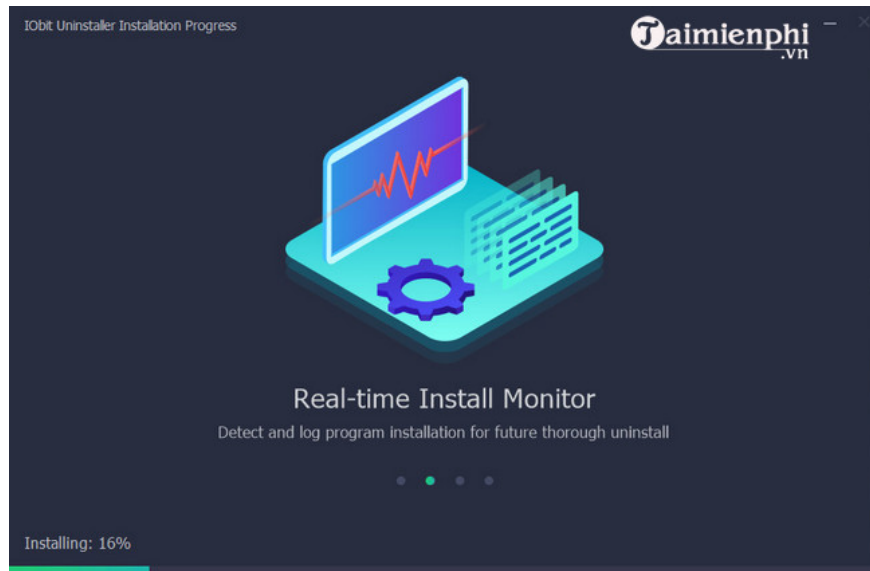 IObit Uninstaller Installation Progress
Taimienphi
.vn
Real-time Install Monitor
Detect and log program installation for future thorough uninstall
Installing: 16%